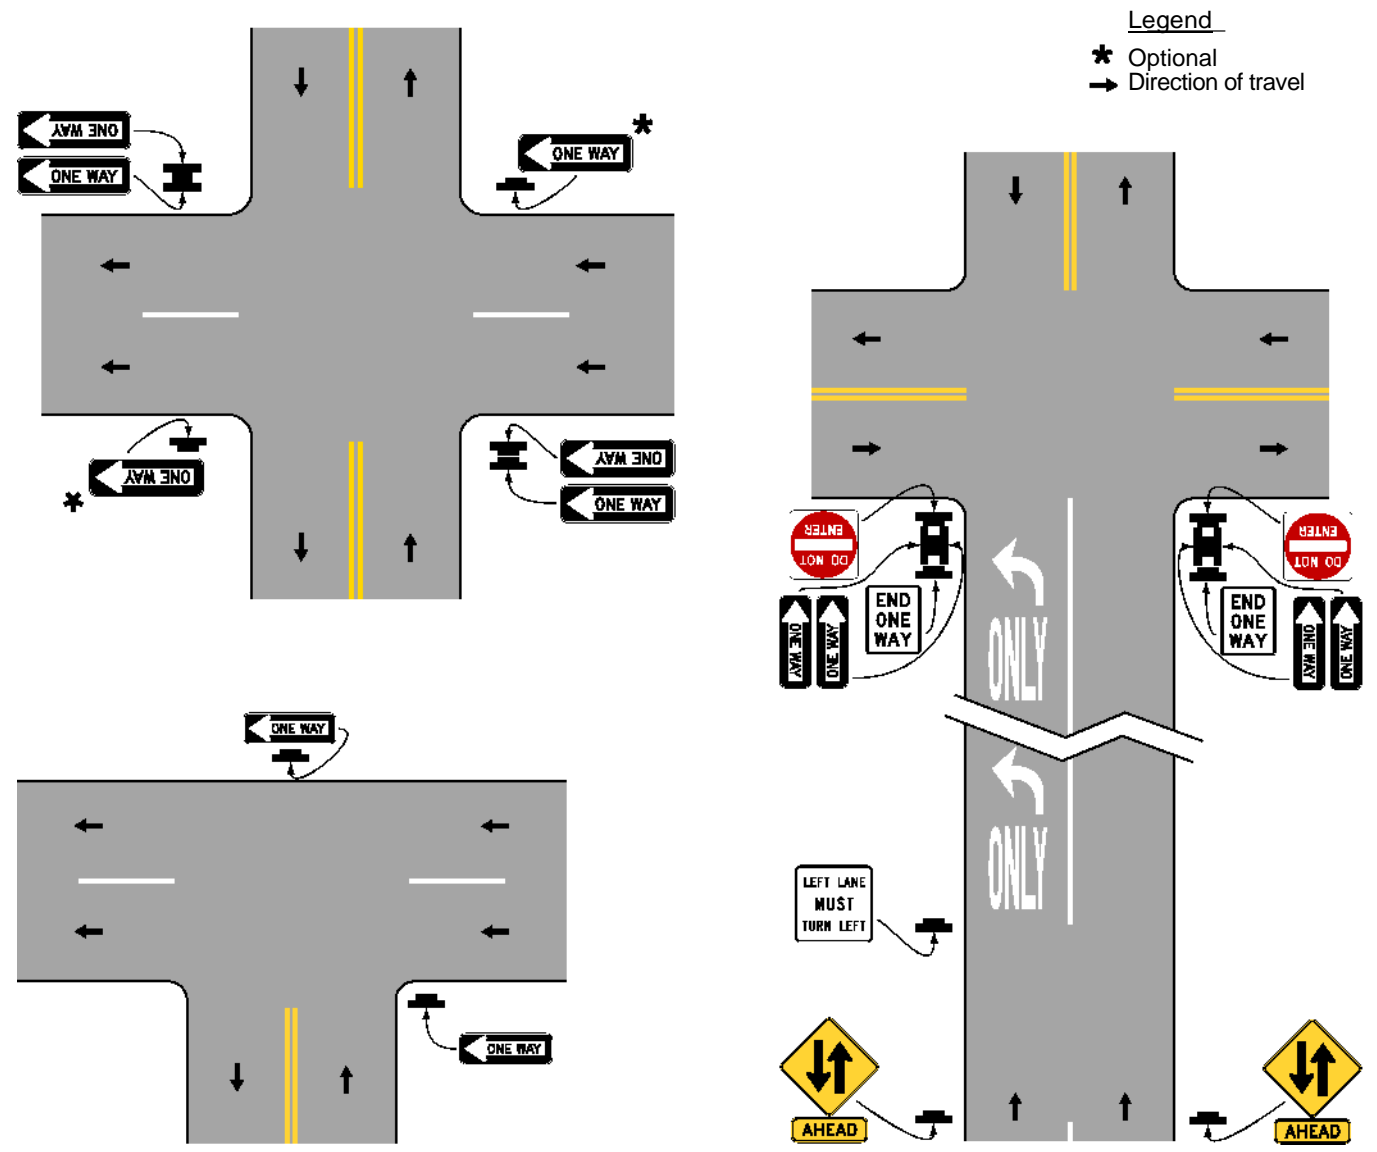 Legend
* Optional
Direction of travel
ONE WAY
ONE WAY
ONE WAY
*
ONE WAY
*
ONE WAY
ONE WAY
DO NOT
ENTER
ONE WAY
ONE WAY
END
ONE
WAY
ONLY
DO NOT
ENTER
END
ONE
WAY
ONE WAY
ONE WAY
ONE WAY
ONLY
LEFT LANE
MUST
TURN LEFT
ONE WAY
AHEAD
AHEAD